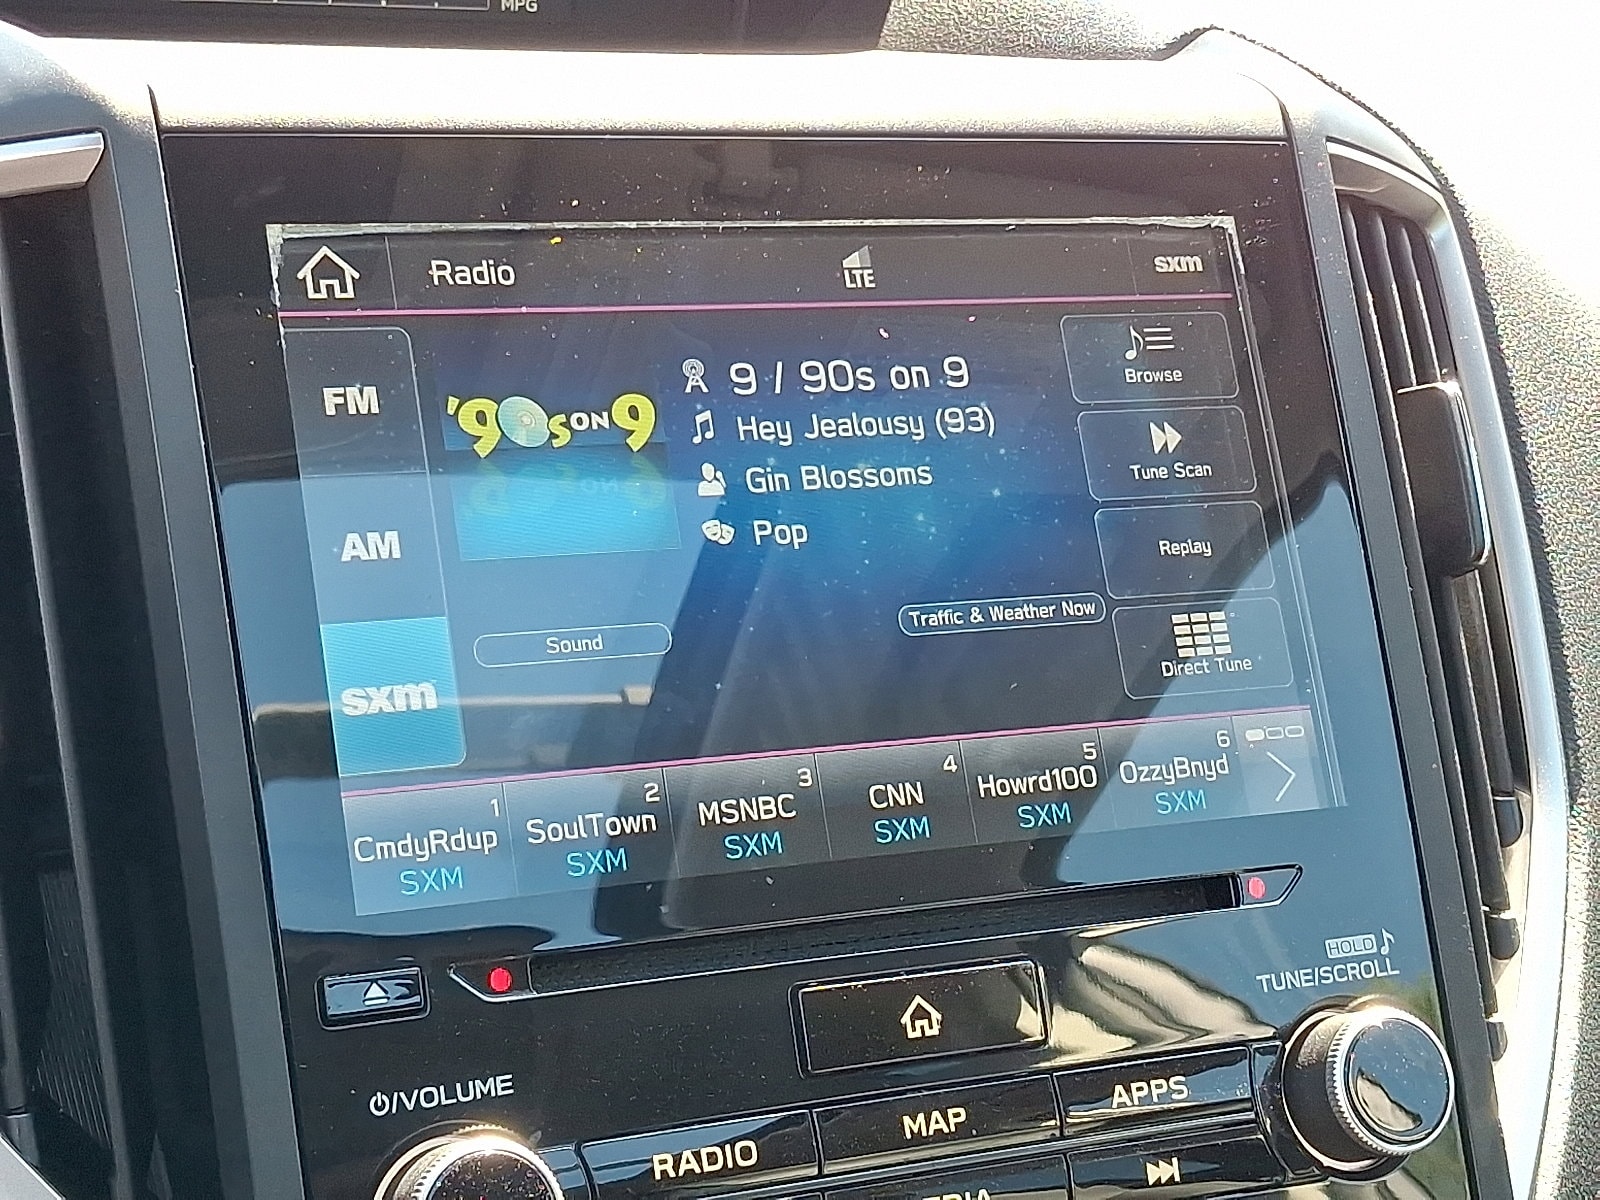 MPG
Radio
LTE
sxm
FM
AM
sxm
'90s ON 9
9 / 90s on 9
Hey Jealousy (93)
Gin Blossoms
Pop
Sound
Traffic & Weather Now
Browse
Tune Scan
Replay
Direct Tune
1
CmdyRdup
SXM
2
SoulTown
SXM
3
MSNBC
SXM
4
CNN
SXM
5
Howrd100
SXM
6
OzzyBnyd
SXM
HOLD
TUNE/SCROLL
/VOLUME
RADIO
MAP
APPS